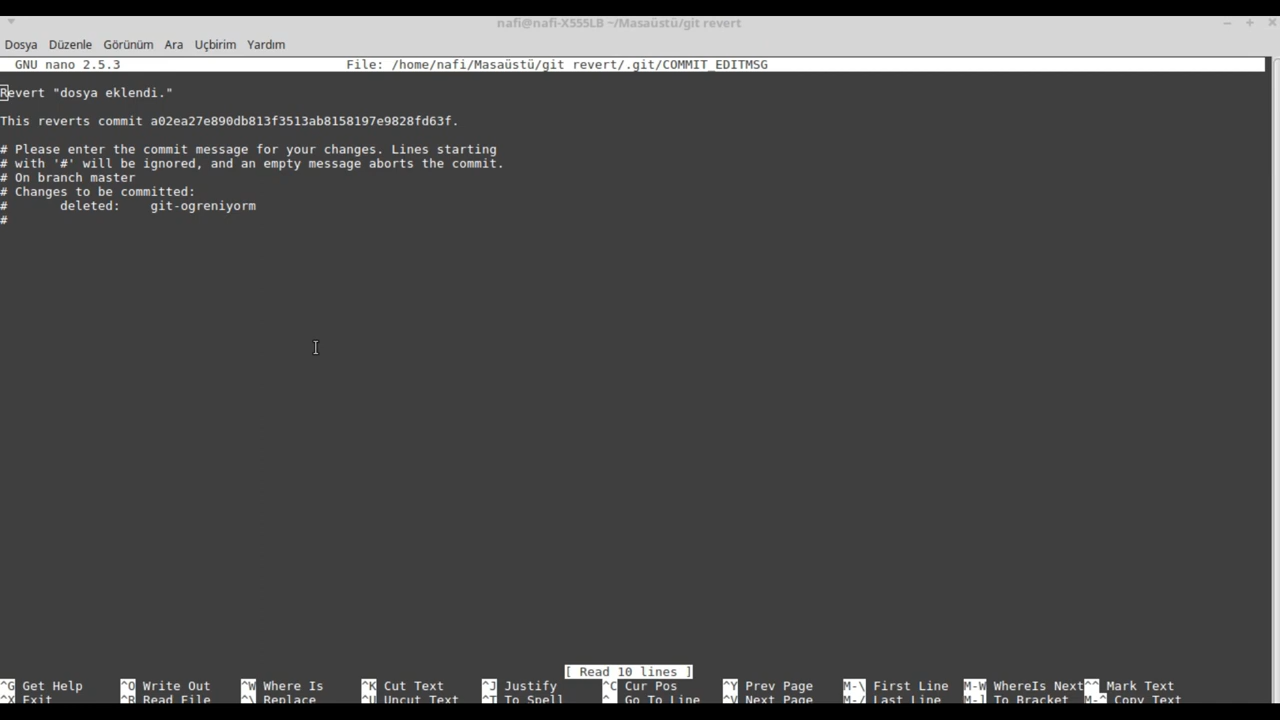 nafi@nafi-X555LB ~/Masaüstü/git revert
Dosya Düzenle Görünüm Ara Uçbirim Yardım
GNU nano 2.5.3 File: /home/nafi/Masaüstü/git revert/.git/COMMIT_EDITMSG
Revert "dosya eklendi."
This reverts commit a02ea27e890db813f3513ab8158197e9828fd63f.
# Please enter the commit message for your changes. Lines starting
# with '#' will be ignored, and an empty message aborts the commit.
# On branch master
# Changes to be committed:
# deleted: git-ogreniyorm
#
[ Read 10 lines ]
^G Get Help ^O Write Out ^W Where Is ^K Cut Text ^J Justify ^C Cur Pos ^Y Prev Page M-\ First Line M-W WhereIs Next ^^ Mark Text
^X Exit ^R Read File ^\ Replace ^U Uncut Text ^T To Spell ^_ Go To Line ^V Next Page M-/ Last Line M-] To Bracket M-^ Copy Text